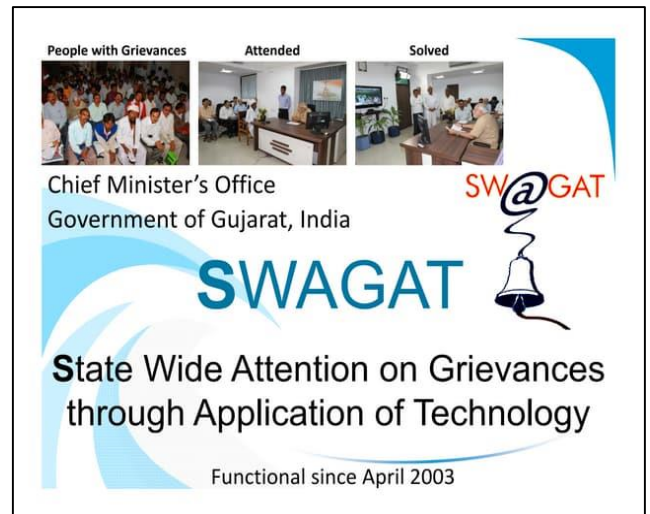 People with Grievances
Attended
Solved
Chief Minister's Office
Government of Gujarat, India
SW@GAT
SWAGAT
State Wide Attention on Grievances
through Application of Technology
Functional since April 2003